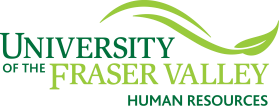 UNIVERSITY
OF THE FRASER VALLEY
HUMAN RESOURCES